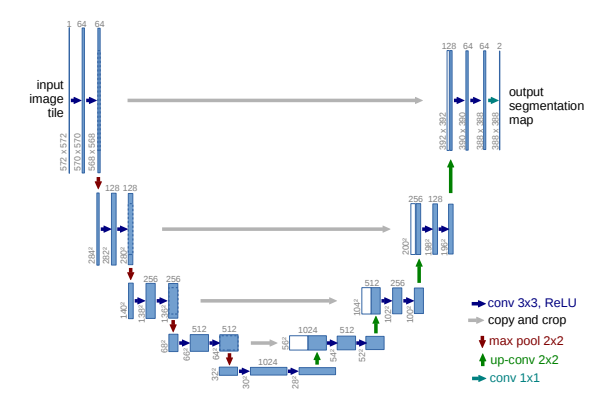 1 64 64
128 64 64 2
input
image
tile
output
segmentation
map
572 x 572
570 x 570
568 x 568
392 x 392
390 x 390
388 x 388
388 x 388
128 128
256 128
284²
282²
280²
200²
198²
196²
256 256
512 256
140²
138²
136²
104²
102²
100²
512 512
1024 512
68²
66²
64²
56²
54²
52²
1024
32²
30²
28²
conv 3x3, ReLU
copy and crop
max pool 2x2
up-conv 2x2
conv 1x1